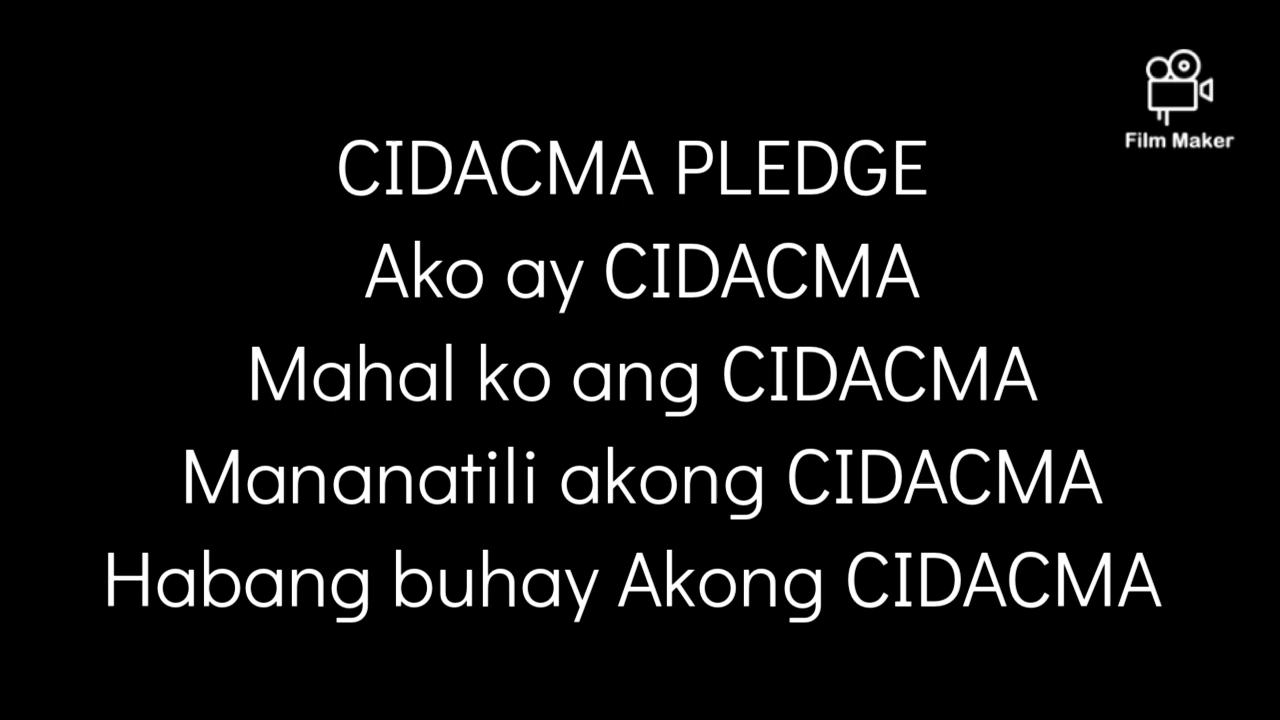 Film Maker
CIDACMA PLEDGE
Ako ay CIDACMA
Mahal ko ang CIDACMA
Mananatili akong CIDACMA
Habang buhay Akong CIDACMA